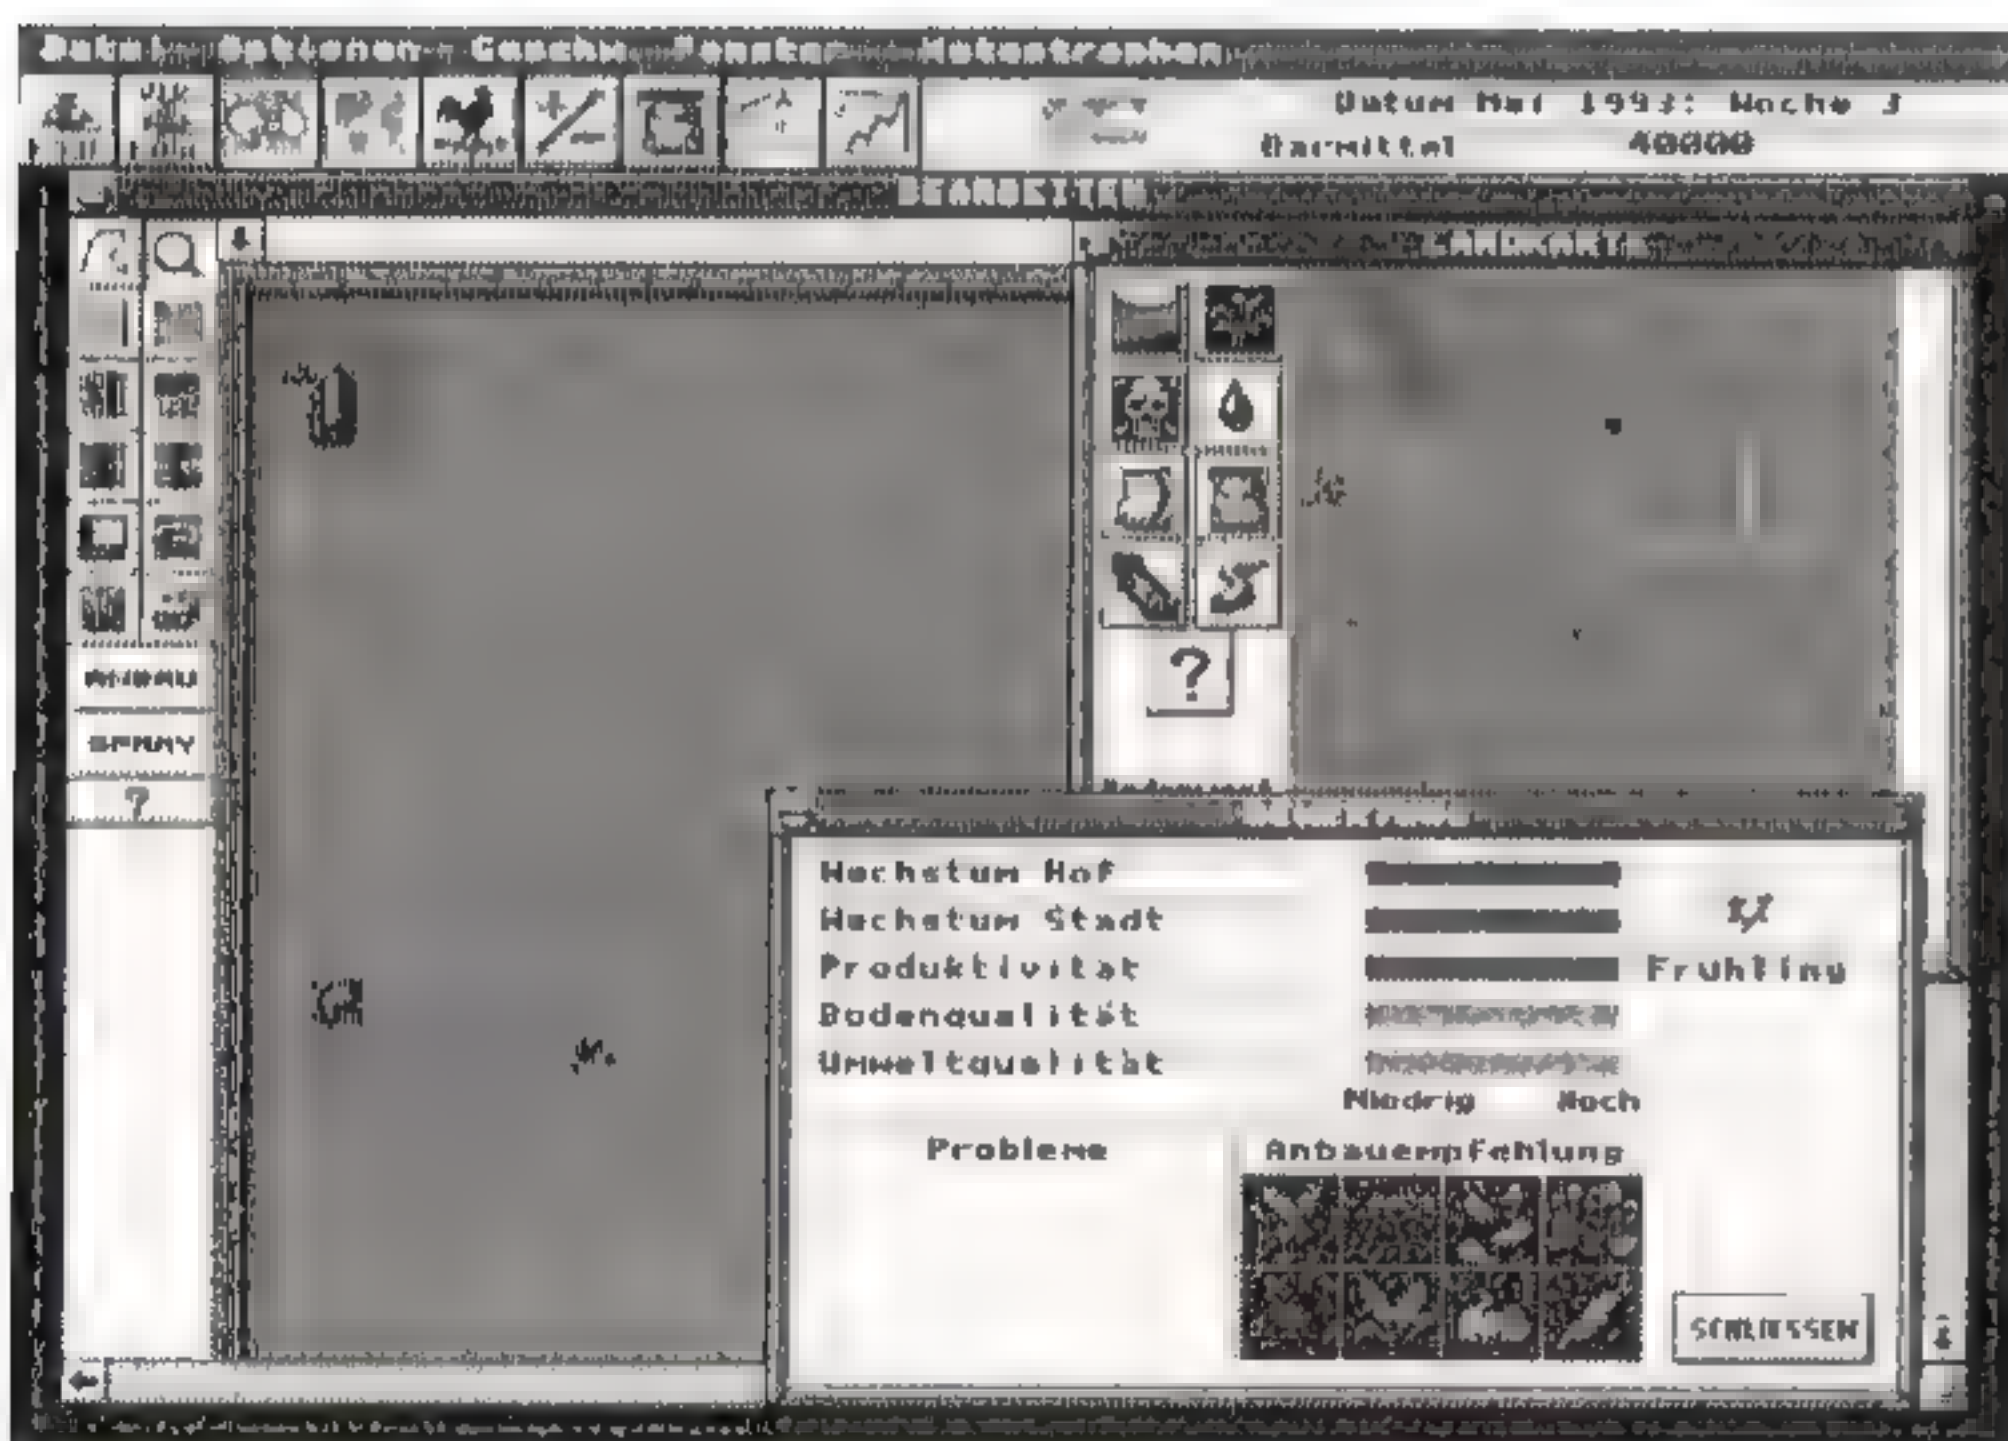 Datei Optionen Geschw. Fenster Katastrophen
Datum Mai 1993: Woche 3
Barmittel 40000
BEARBEITEN
LANDKARTE
ANBAU
SPRAY
?
?
Wachstum Hof
Wachstum Stadt
Produktivität Frühling
Bodenqualität
Umweltqualität
Niedrig Hoch
Probleme Anbauempfehlung
SCHLIESSEN